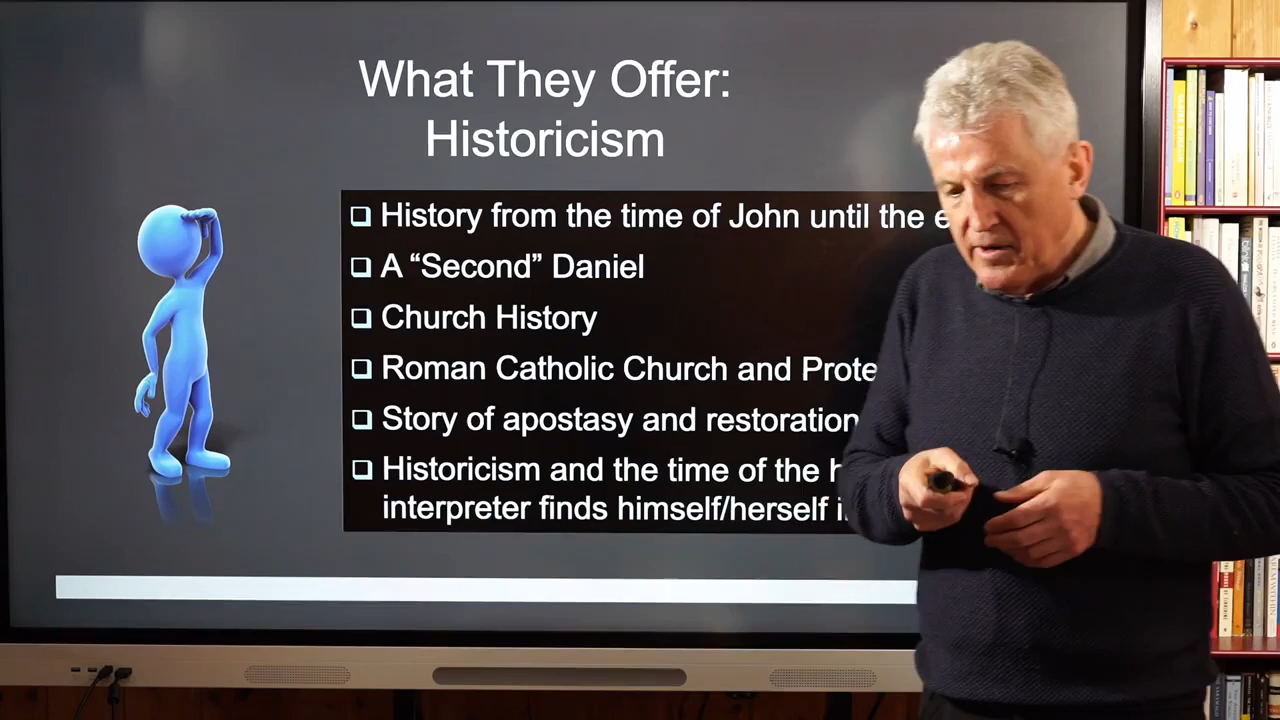 What They Offer:
Historicism
History from the time of John until the e
A “Second” Daniel
Church History
Roman Catholic Church and Prote
Story of apostasy and restoration
Historicism and the time of the h
interpreter finds himself/herself i